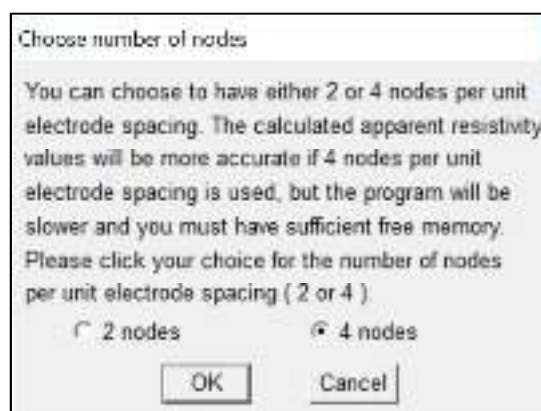 Choose number of nodes
You can choose to have either 2 or 4 nodes per unit
electrode spacing. The calculated apparent resistivity
values will be more accurate if 4 nodes per unit
electrode spacing is used, but the program will be
slower and you must have sufficient free memory.
Please click your choice for the number of nodes
per unit electrode spacing ( 2 or 4 ).
2 nodes 4 nodes
OK Cancel